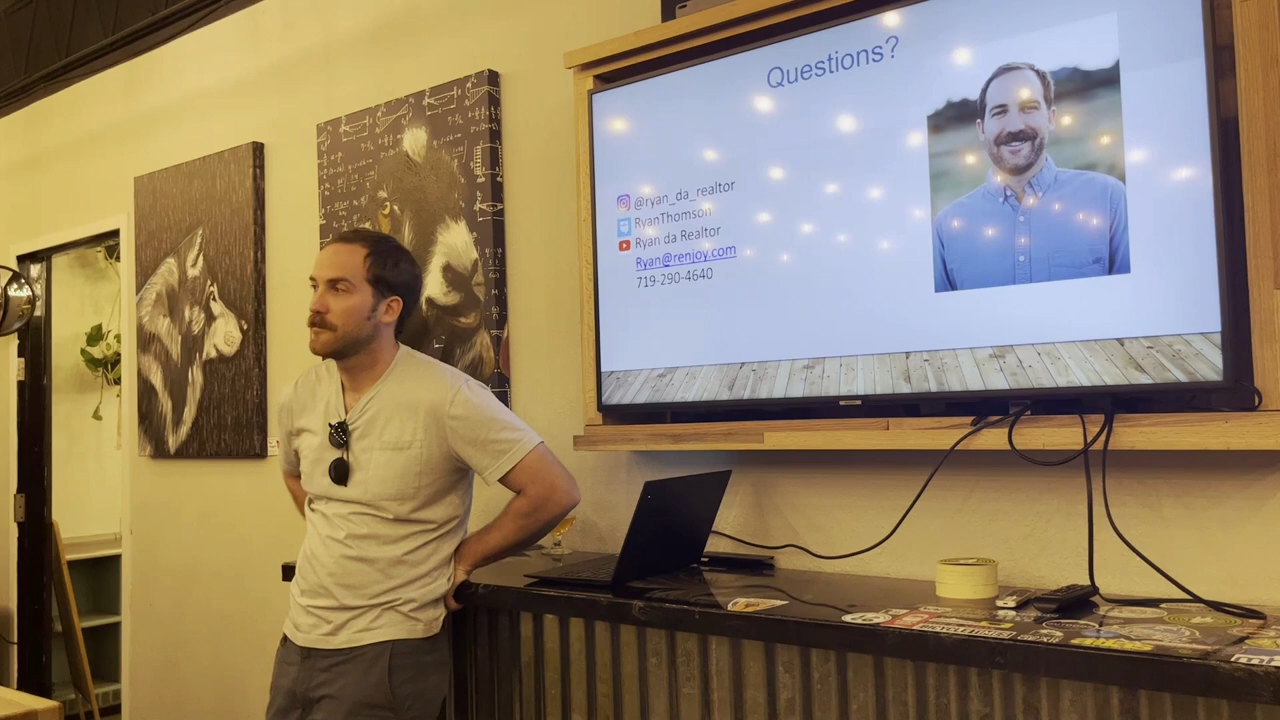 Questions?
@ryan_da_realtor
RyanThomson
Ryan da Realtor
Ryan@renjoy.com
719-290-4640